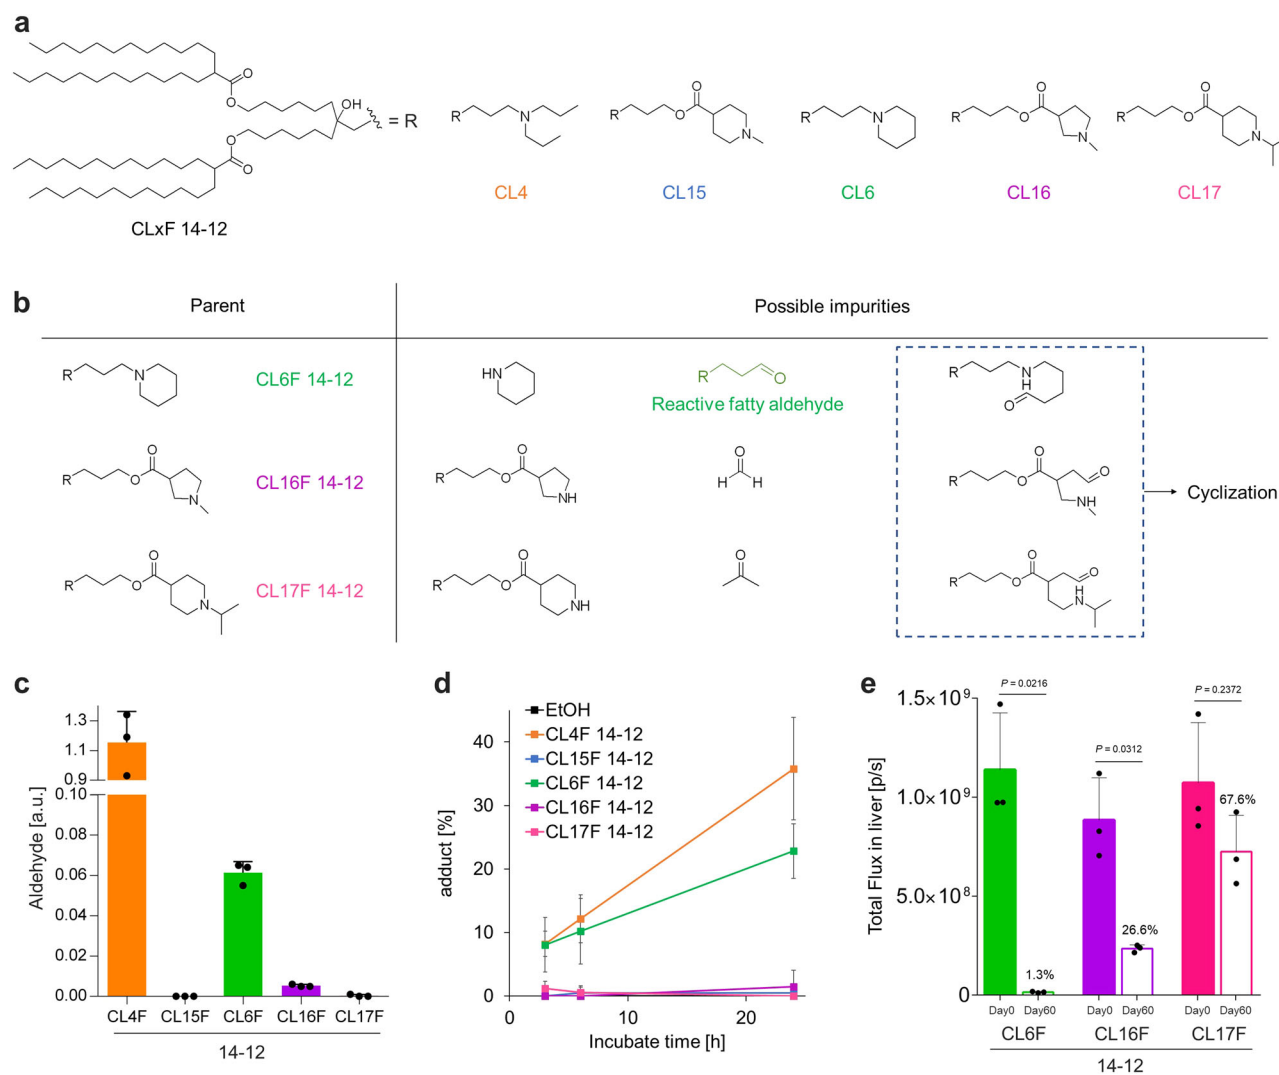 a
O
O
OH
= R
O
O
CLxF 14-12
R
N
CL4
R
O
O
N
CL15
R
N
CL6
R
O
O
N
CL16
R
O
O
N
CL17
b
Parent
Possible impurities
R
N
CL6F 14-12
HN
R
O
Reactive fatty aldehyde
R
N
H
O
R
O
O
N
CL16F 14-12
R
O
O
NH
O
H
H
R
O
O
O
NH
Cyclization
R
O
O
N
CL17F 14-12
R
O
O
NH
O
R
O
O
O
H
N
c
Aldehyde [a.u.]
1.3
1.1
0.9
0.10
0.08
0.06
0.04
0.02
0.00
CL4F CL15F CL6F CL16F CL17F
14-12
d
adduct [%]
40
30
20
10
0
0 10 20
Incubate time [h]
EtOH
CL4F 14-12
CL15F 14-12
CL6F 14-12
CL16F 14-12
CL17F 14-12
e
Total Flux in liver [p/s]
1.5×10⁹
1.0×10⁹
5.0×10⁸
0
P = 0.0216
P = 0.0312
P = 0.2372
1.3%
26.6%
67.6%
Day0 Day60 Day0 Day60 Day0 Day60
CL6F CL16F CL17F
14-12